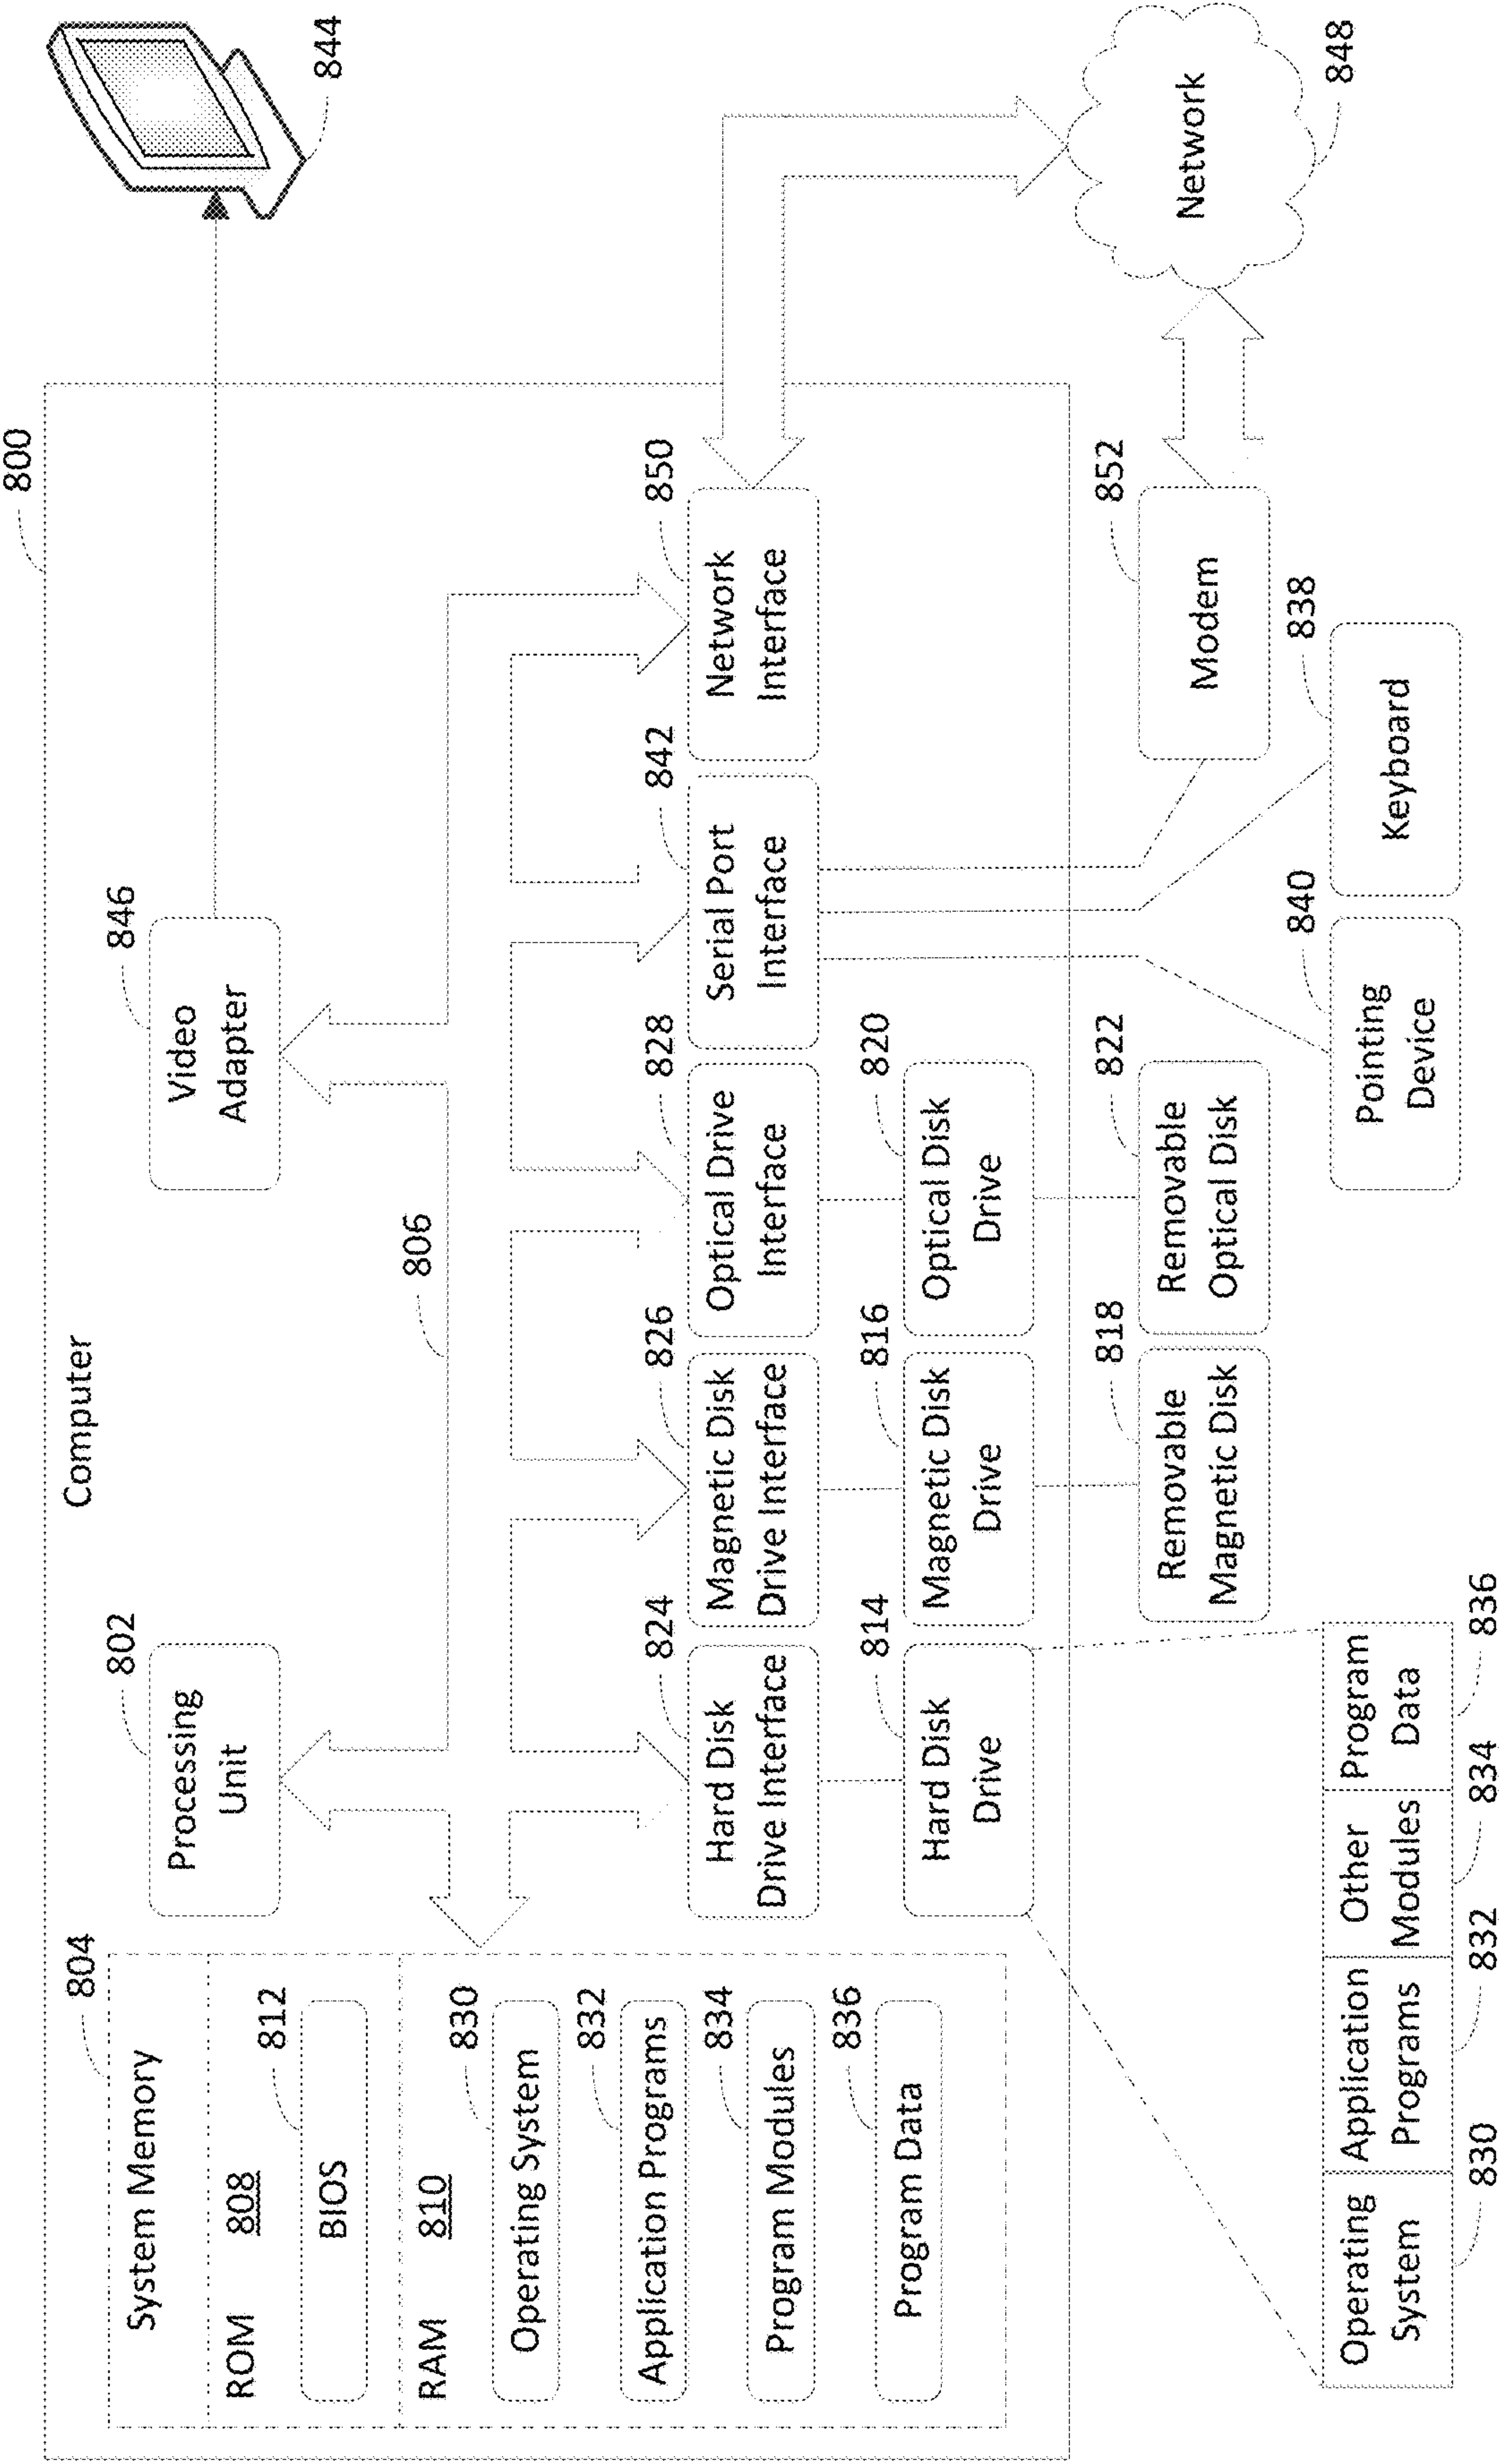 800
Computer
804
System Memory
ROM 808
812
BIOS
RAM 810
830
Operating System
832
Application Programs
834
Program Modules
836
Program Data
802
Processing
Unit
846
Video
Adapter
844
806
824
Hard Disk
Drive Interface
826
Magnetic Disk
Drive Interface
828
Optical Drive
Interface
842
Serial Port
Interface
850
Network
Interface
814
Hard Disk
Drive
816
Magnetic Disk
Drive
820
Optical Disk
Drive
818
Removable
Magnetic Disk
822
Removable
Optical Disk
852
Modem
Network
848
840
Pointing
Device
838
Keyboard
Operating
System
Application
Programs
Other
Modules
Program
Data
830
832
834
836